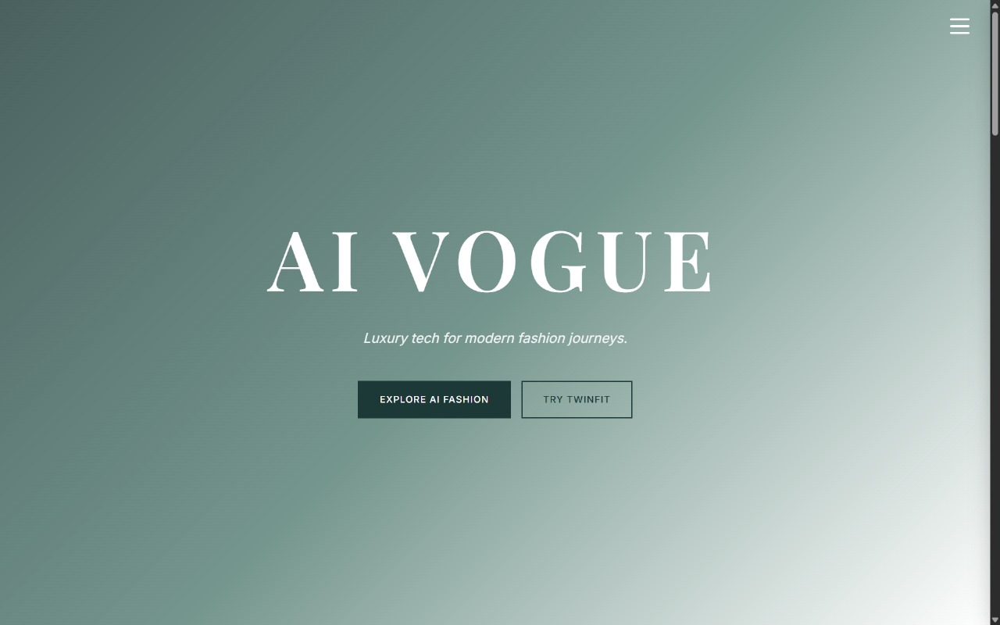 AI VOGUE
Luxury tech for modern fashion journeys.
EXPLORE AI FASHION
TRY TWINFIT